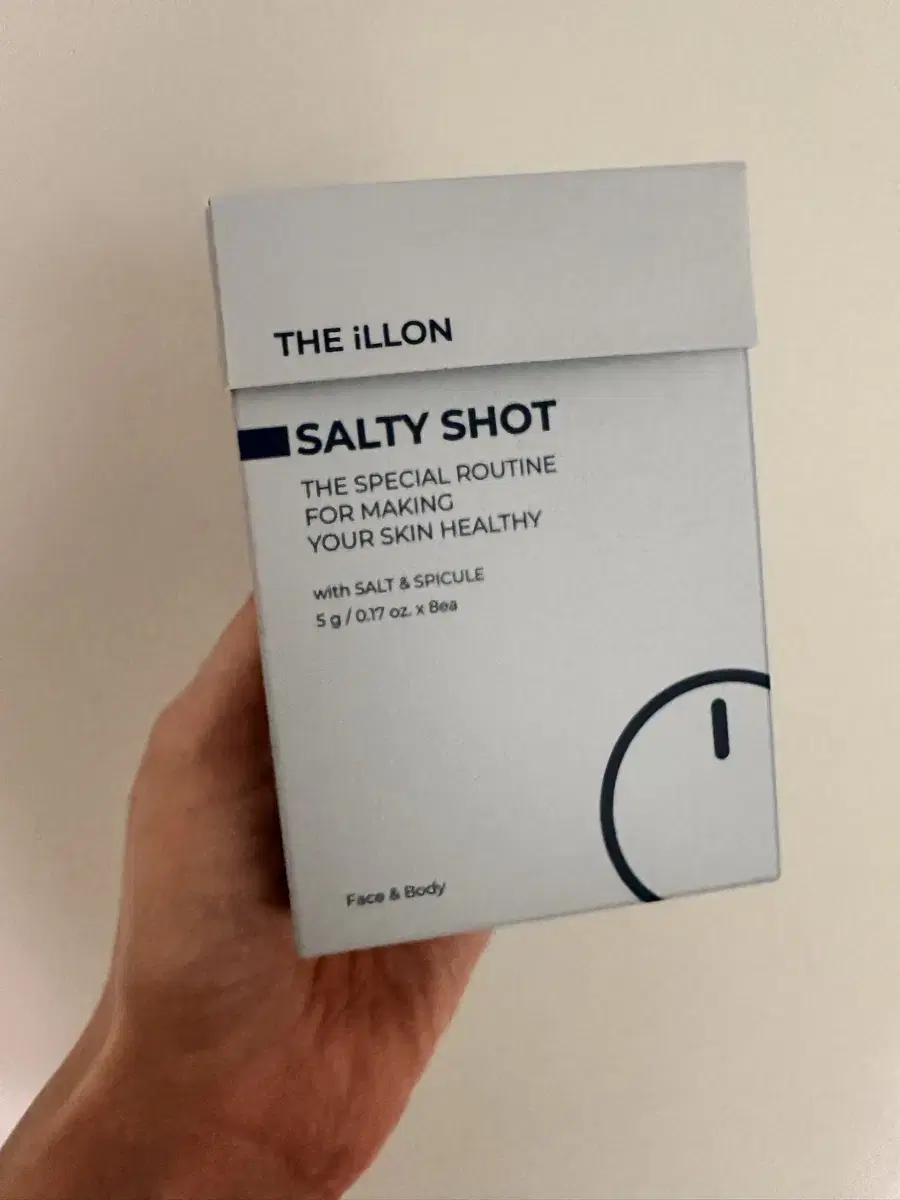 THE iLLON
SALTY SHOT
THE SPECIAL ROUTINE
FOR MAKING
YOUR SKIN HEALTHY
with SALT & SPICULE
5 g / 0.17 oz. x 8ea
Face & Body